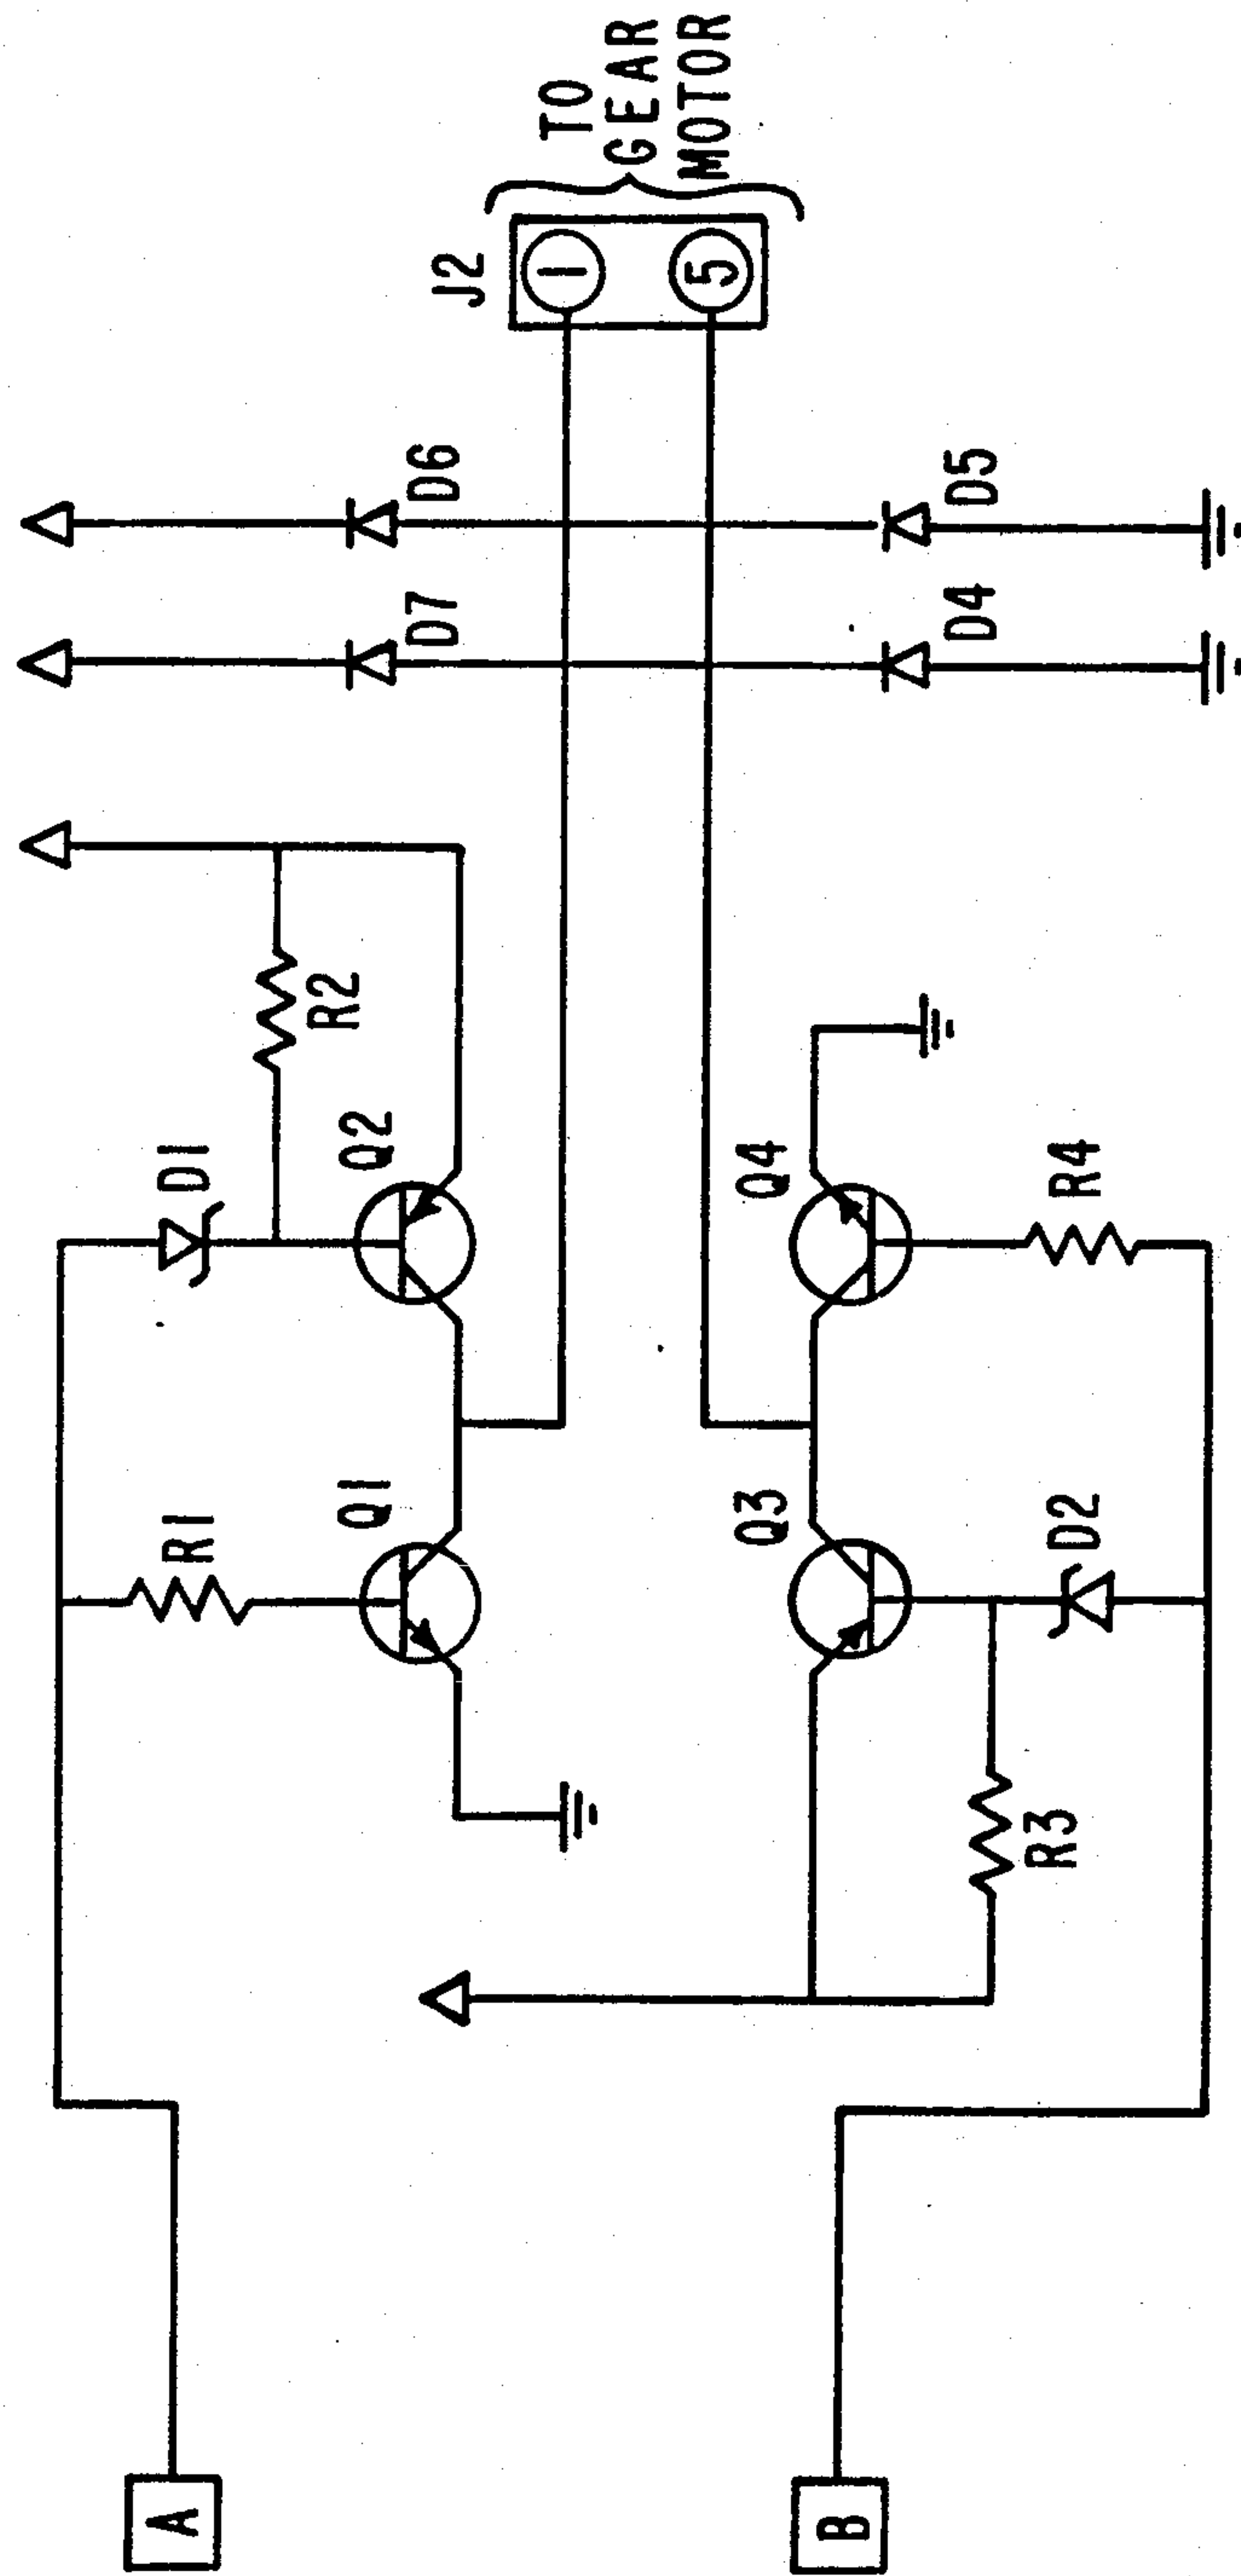 A
B
R1
Q1
D1
Q2
R2
Q3
D2
R3
Q4
R4
D7
D6
D4
D5
J2
1
5
TO
GEAR
MOTOR